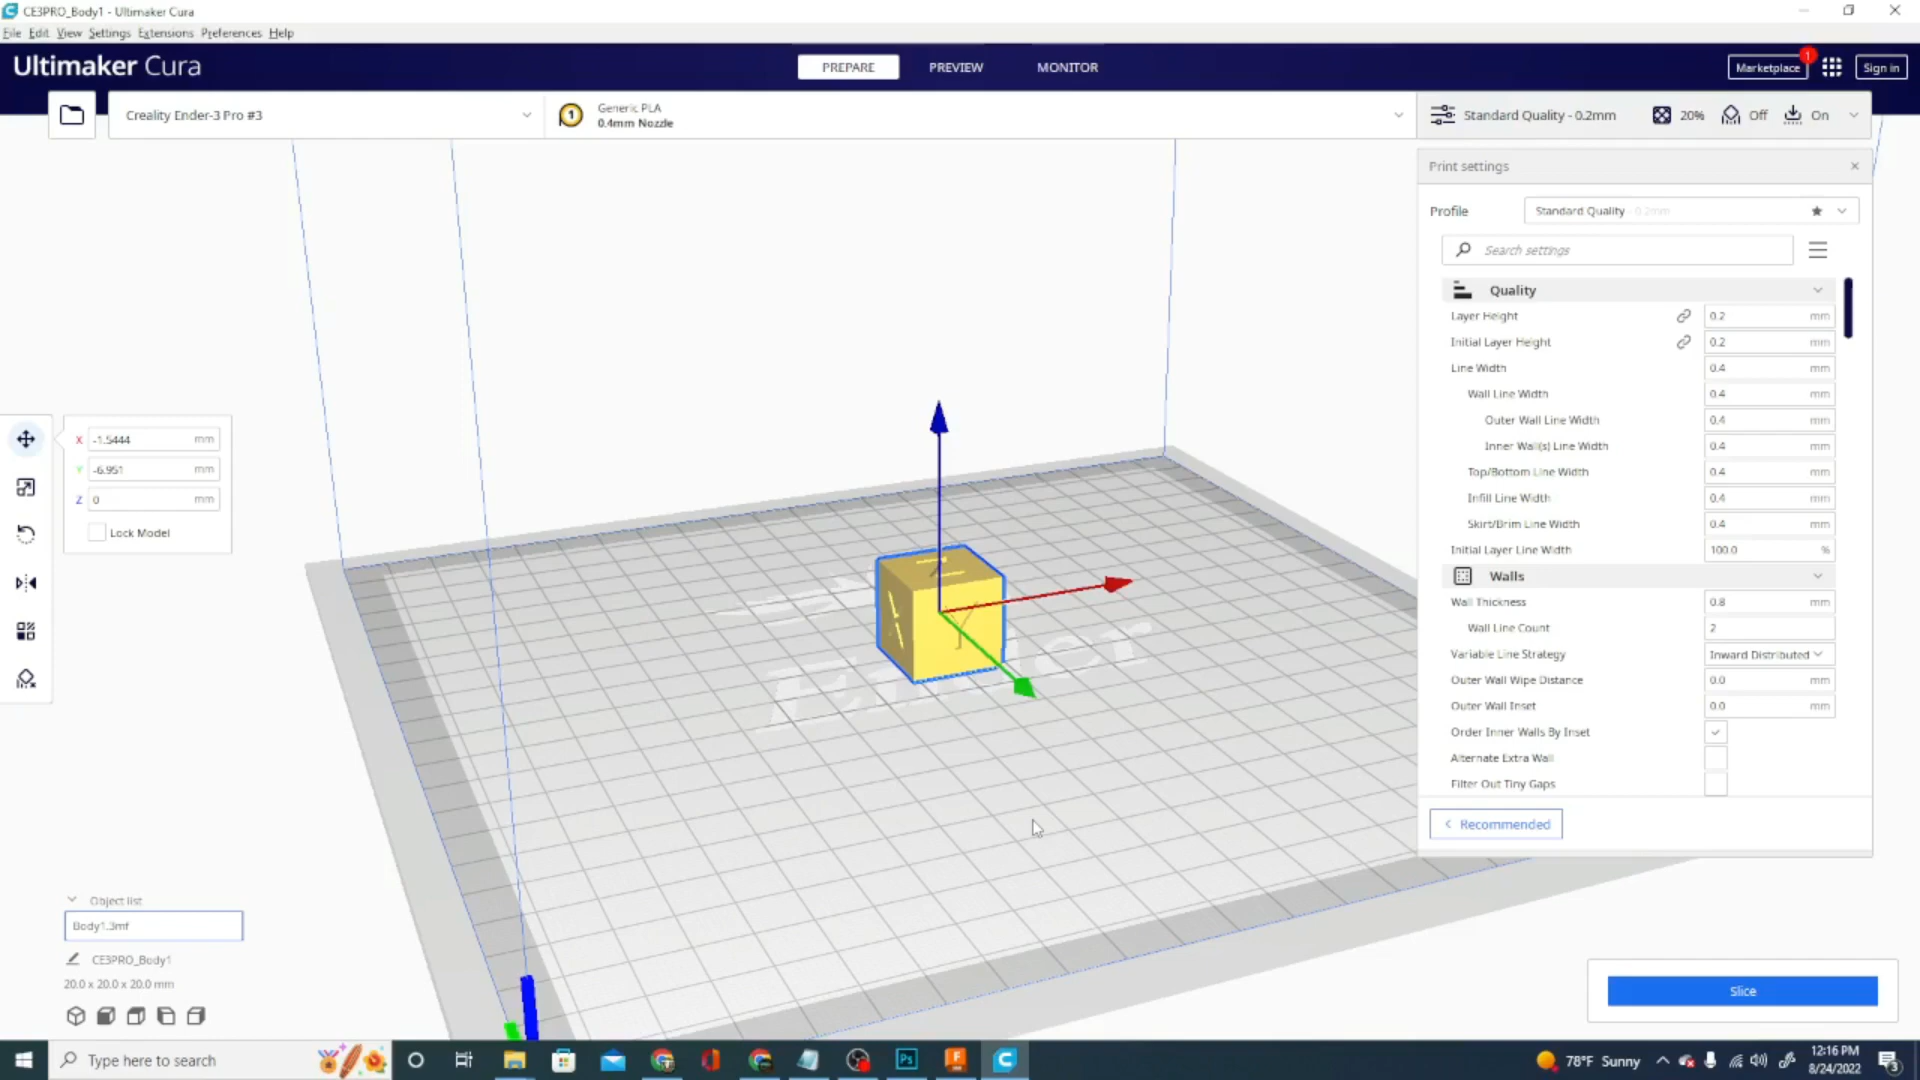 CE3PRO_Body1 - Ultimaker Cura
File Edit View Settings Extensions Preferences Help
Ultimaker Cura
PREPARE
PREVIEW
MONITOR
Marketplace
1
Sign in
Creality Ender-3 Pro #3
1
Generic PLA
0.4mm Nozzle
Standard Quality - 0.2mm
20%
Off
On
Print settings
Profile
Standard Quality - 0.2mm
Search settings
Quality
Layer Height 0.2 mm
Initial Layer Height 0.2 mm
Line Width 0.4 mm
Wall Line Width 0.4 mm
Outer Wall Line Width 0.4 mm
Inner Wall(s) Line Width 0.4 mm
Top/Bottom Line Width 0.4 mm
Infill Line Width 0.4 mm
Skirt/Brim Line Width 0.4 mm
Initial Layer Line Width 100.0 %
Walls
Wall Thickness 0.8 mm
Wall Line Count 2
Variable Line Strategy Inward Distributed
Outer Wall Wipe Distance 0.0 mm
Outer Wall Inset 0.0 mm
Order Inner Walls By Inset
Alternate Extra Wall
Filter Out Tiny Gaps
Recommended
X -1.5444 mm
Y -6.951 mm
Z 0 mm
Lock Model
Z
X
Y
Ender
Object list
Body1.3mf
CE3PRO_Body1
20.0 x 20.0 x 20.0 mm
Slice
Type here to search
Ps
F
78°F Sunny
12:16 PM
8/24/2022
3